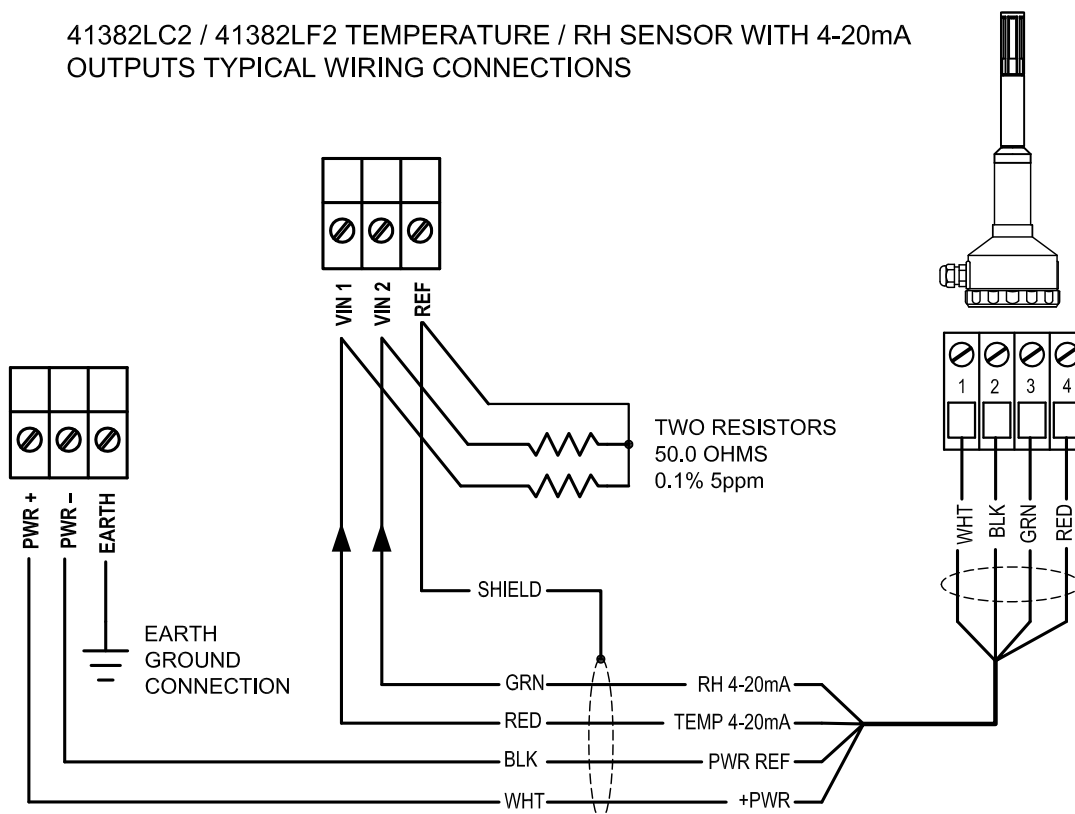 41382LC2 / 41382LF2 TEMPERATURE / RH SENSOR WITH 4-20mA
OUTPUTS TYPICAL WIRING CONNECTIONS
VIN 1
VIN 2
REF
1
2
3
4
TWO RESISTORS
50.0 OHMS
0.1% 5ppm
PWR +
PWR -
EARTH
WHT
BLK
GRN
RED
SHIELD
EARTH
GROUND
CONNECTION
GRN RH 4-20mA
RED TEMP 4-20mA
BLK PWR REF
WHT +PWR